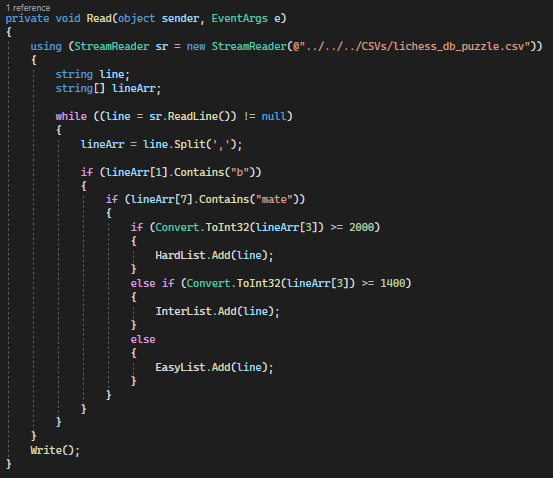 1 reference
private void Read(object sender, EventArgs e)
{
    using (StreamReader sr = new StreamReader(@"../../../CSVs/lichess_db_puzzle.csv"))
    {
        string line;
        string[] lineArr;

        while ((line = sr.ReadLine()) != null)
        {
            lineArr = line.Split(',');

            if (lineArr[1].Contains("b"))
            {
                if (lineArr[7].Contains("mate"))
                {
                    if (Convert.ToInt32(lineArr[3]) >= 2000)
                    {
                        HardList.Add(line);
                    }
                    else if (Convert.ToInt32(lineArr[3]) >= 1400)
                    {
                        InterList.Add(line);
                    }
                    else
                    {
                        EasyList.Add(line);
                    }
                }
            }
        }
    }
    Write();
}